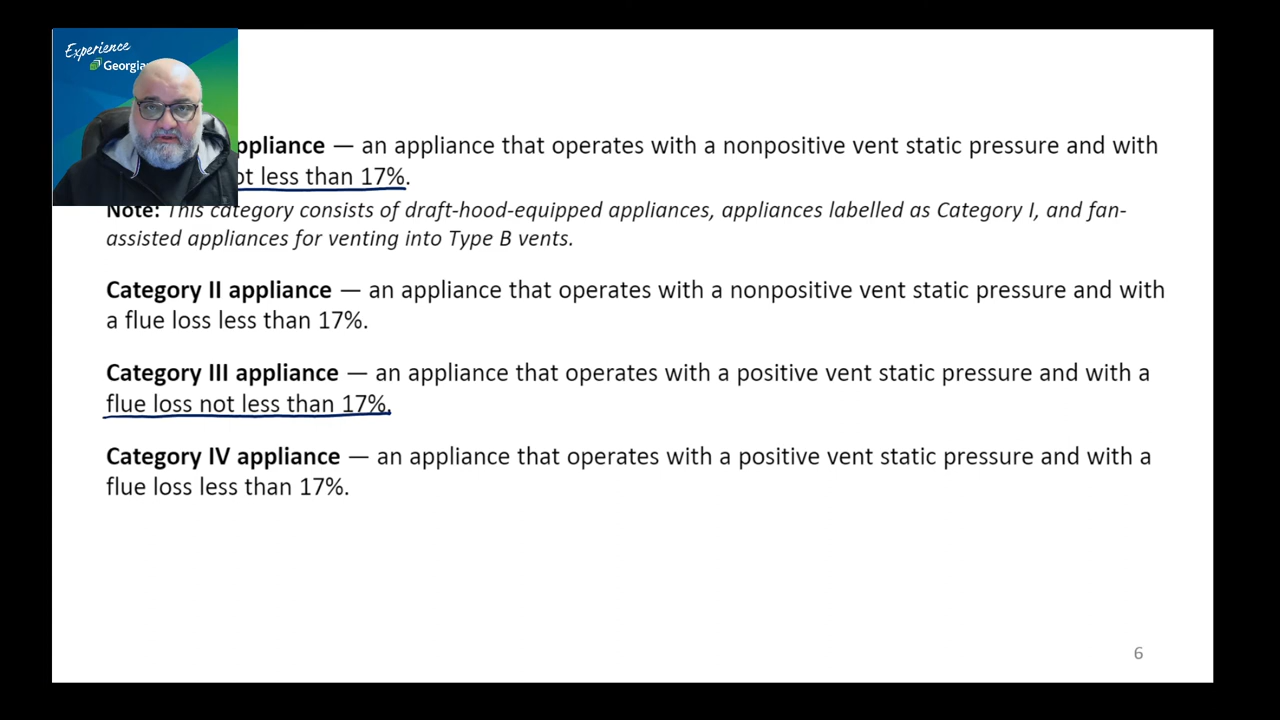 Experience
Georgian
ppliance — an appliance that operates with a nonpositive vent static pressure and with
ot less than 17%.
Note: This category consists of draft-hood-equipped appliances, appliances labelled as Category I, and fan-
assisted appliances for venting into Type B vents.
Category II appliance — an appliance that operates with a nonpositive vent static pressure and with
a flue loss less than 17%.
Category III appliance — an appliance that operates with a positive vent static pressure and with a
flue loss not less than 17%.
Category IV appliance — an appliance that operates with a positive vent static pressure and with a
flue loss less than 17%.
6